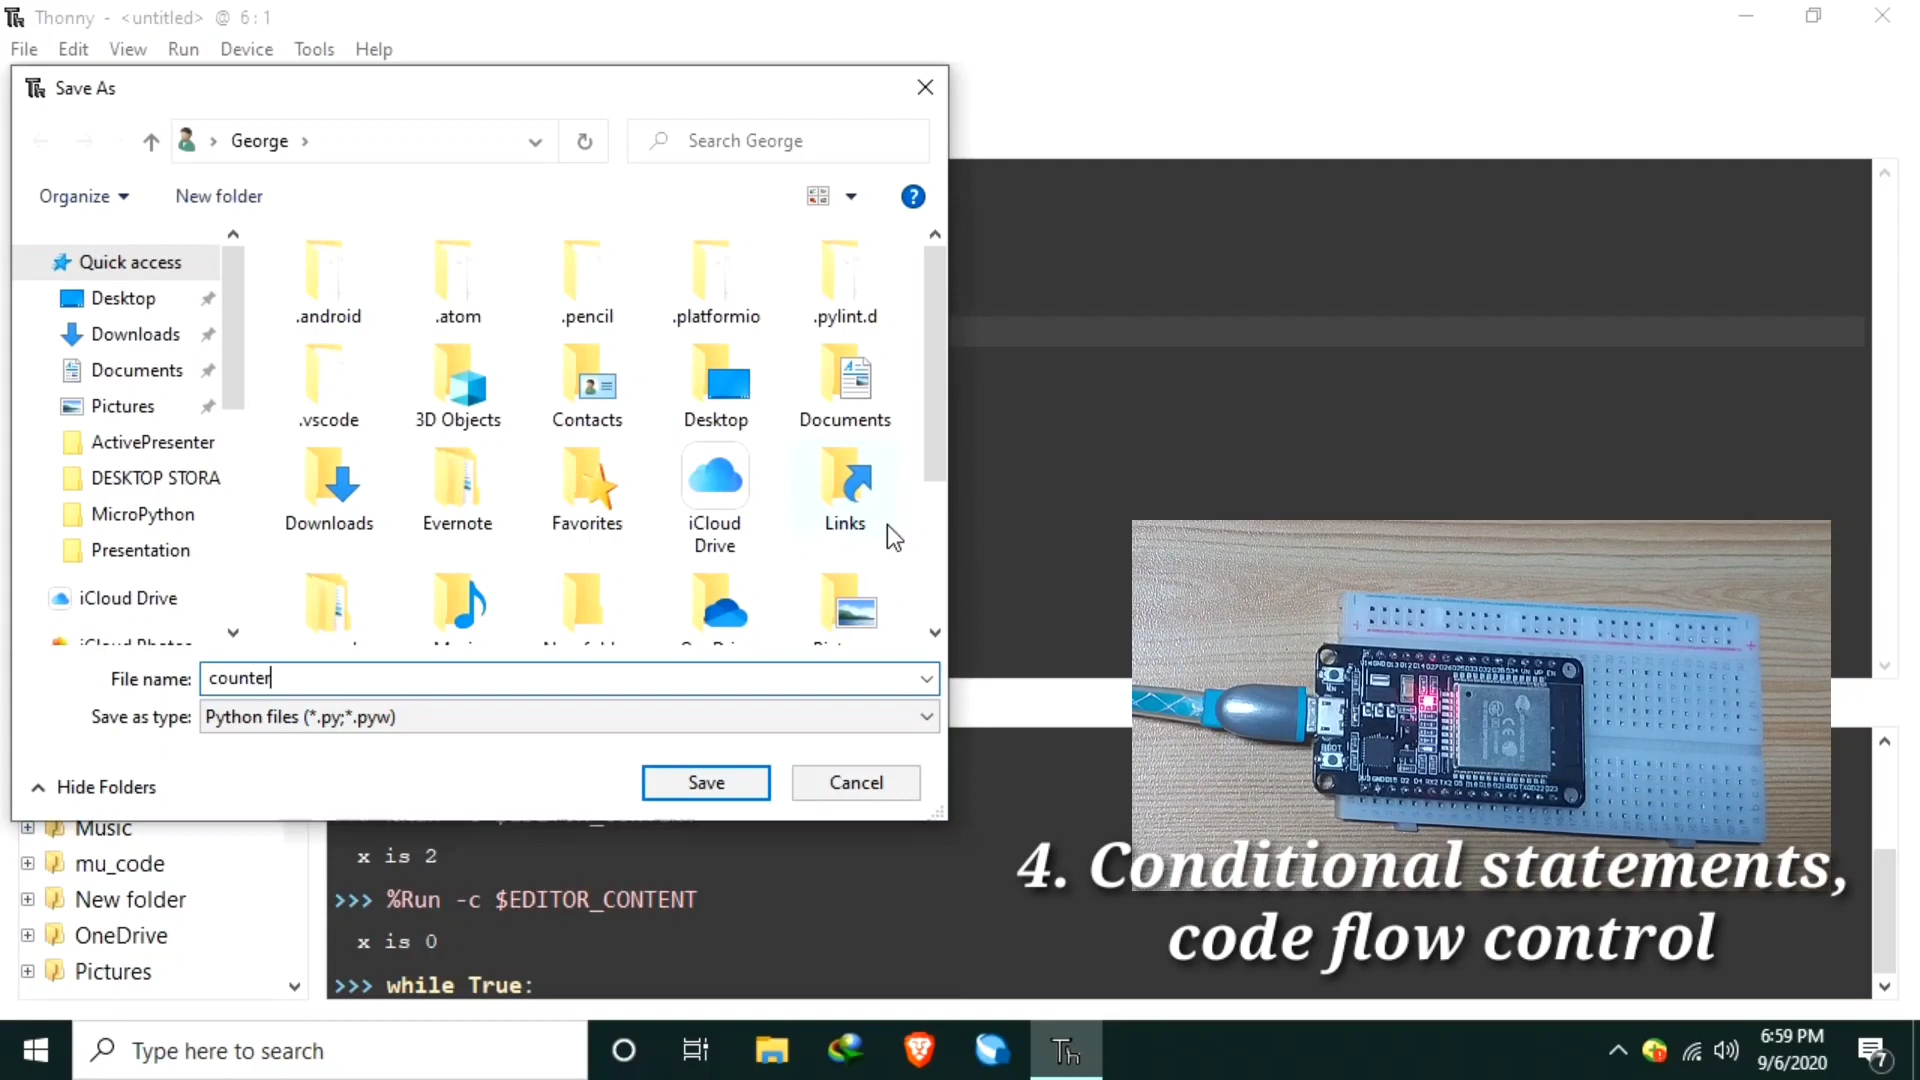 Thonny - <untitled> @ 6:1
File Edit View Run Device Tools Help
Save As
George
Search George
Organize
New folder
Quick access
Desktop
Downloads
Documents
Pictures
ActivePresenter
DESKTOP STORA
MicroPython
Presentation
iCloud Drive
.android
.atom
.pencil
.platformio
.pylint.d
.vscode
3D Objects
Contacts
Desktop
Documents
Downloads
Evernote
Favorites
iCloud
Drive
Links
File name: counter
Save as type: Python files (*.py;*.pyw)
Hide Folders
Save
Cancel
Music
mu_code
New folder
OneDrive
Pictures
x is 2
>>> %Run -c $EDITOR_CONTENT
x is 0
>>> while True:
4. Conditional statements,
code flow control
Type here to search
6:59 PM
9/6/2020
7